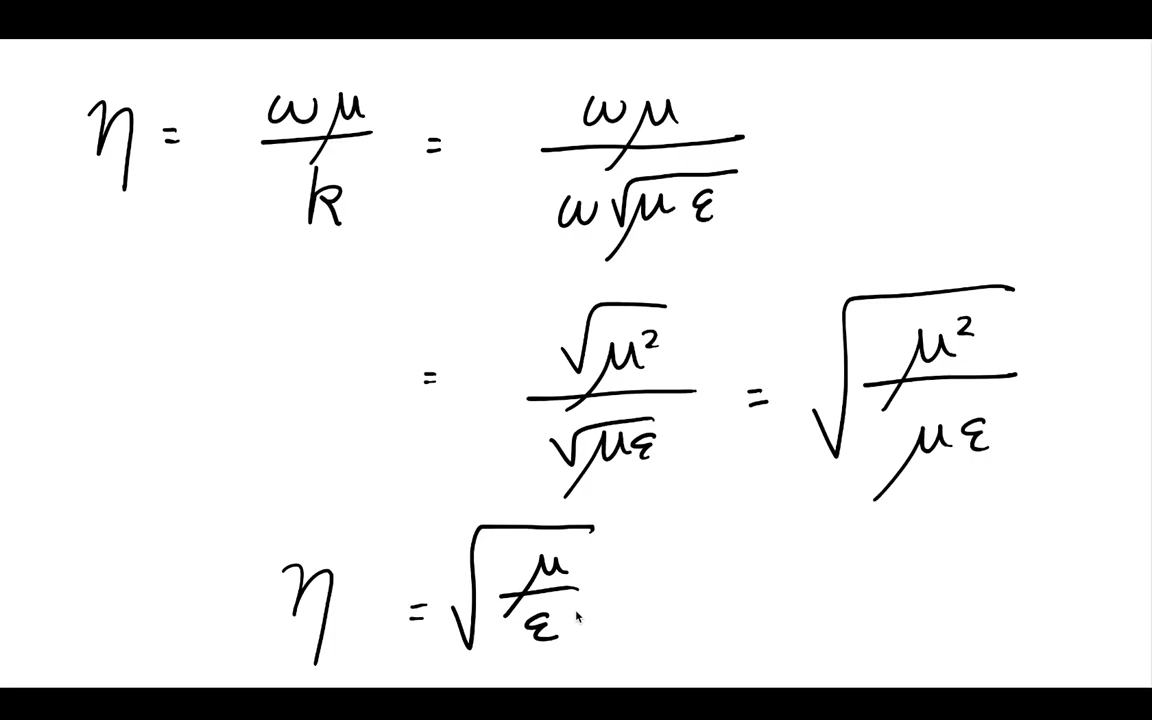 η = ωμ / k = ωμ / ω√με
= √μ² / √με = √(μ² / με)
η = √(μ / ε)